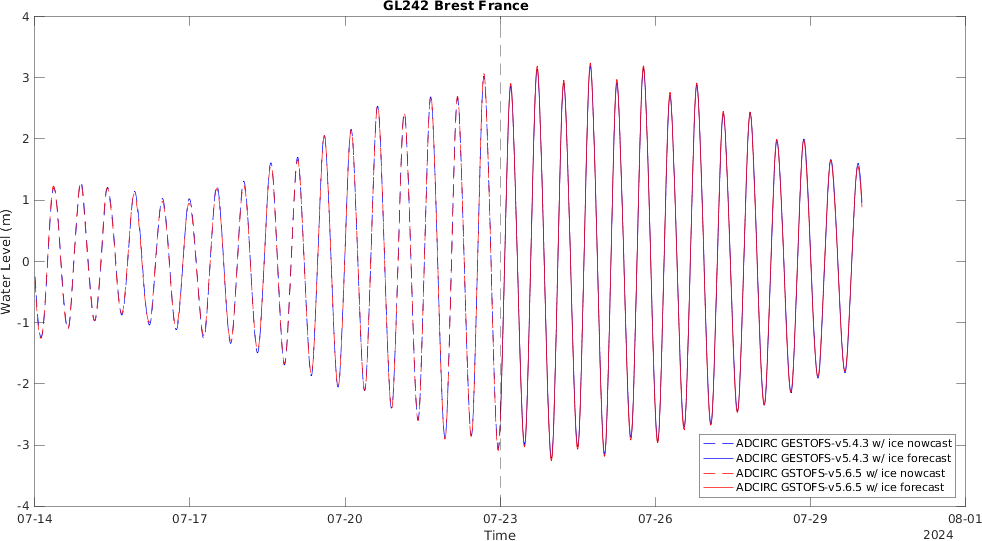 GL242 Brest France
4
3
2
1
0
-1
-2
-3
-4
Water Level (m)
ADCIRC GESTOFS-v5.4.3 w/ ice nowcast
ADCIRC GESTOFS-v5.4.3 w/ ice forecast
ADCIRC GSTOFS-v5.6.5 w/ ice nowcast
ADCIRC GSTOFS-v5.6.5 w/ ice forecast
07-14 07-17 07-20 07-23 07-26 07-29 08-01
Time
2024